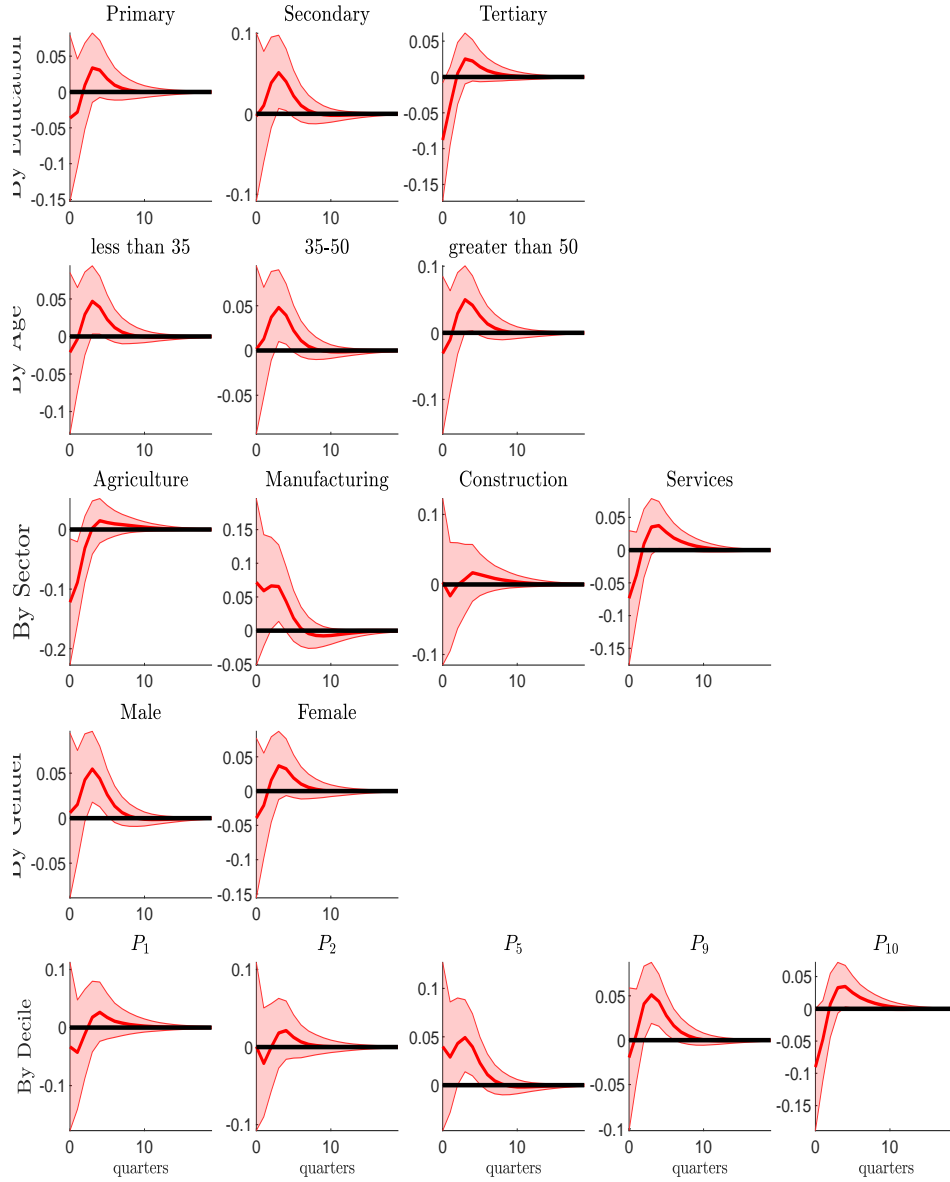 Primary Secondary Tertiary
By Education
0.05 0 -0.05 -0.1 -0.15
0.1 0 -0.1
0.05 0 -0.05 -0.1 -0.15
0 10 0 10 0 10
less than 35 35-50 greater than 50
By Age
0.05 0 -0.05 -0.1
0.05 0 -0.05
0.1 0 -0.1
0 10 0 10 0 10
Agriculture Manufacturing Construction Services
By Sector
0 -0.1 -0.2
0.15 0.1 0.05 0 -0.05
0.1 0 -0.1
0.05 0 -0.05 -0.1 -0.15
0 10 0 10 0 10 0 10
Male Female
By Gender
0.05 0 -0.05
0.05 0 -0.05 -0.1 -0.15
0 10 0 10
P1 P2 P5 P9 P10
By Decile
0.1 0 -0.1
0.1 0 -0.1
0.1 0.05 0
0.05 0 -0.05 -0.1
0.05 0 -0.05 -0.1 -0.15
0 10 0 10 0 10 0 10 0 10
quarters quarters quarters quarters quarters